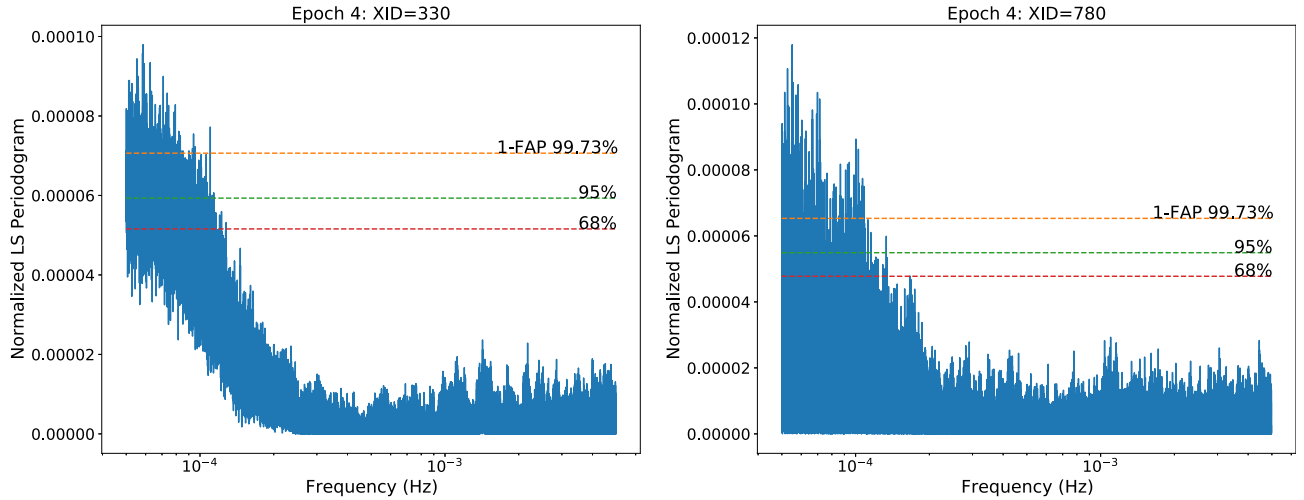 Epoch 4: XID=330
Normalized LS Periodogram
0.00010
0.00008
0.00006
0.00004
0.00002
0.00000
1-FAP 99.73%
95%
68%
10⁻⁴
10⁻³
Frequency (Hz)
Epoch 4: XID=780
Normalized LS Periodogram
0.00012
0.00010
0.00008
0.00006
0.00004
0.00002
0.00000
1-FAP 99.73%
95%
68%
10⁻⁴
10⁻³
Frequency (Hz)